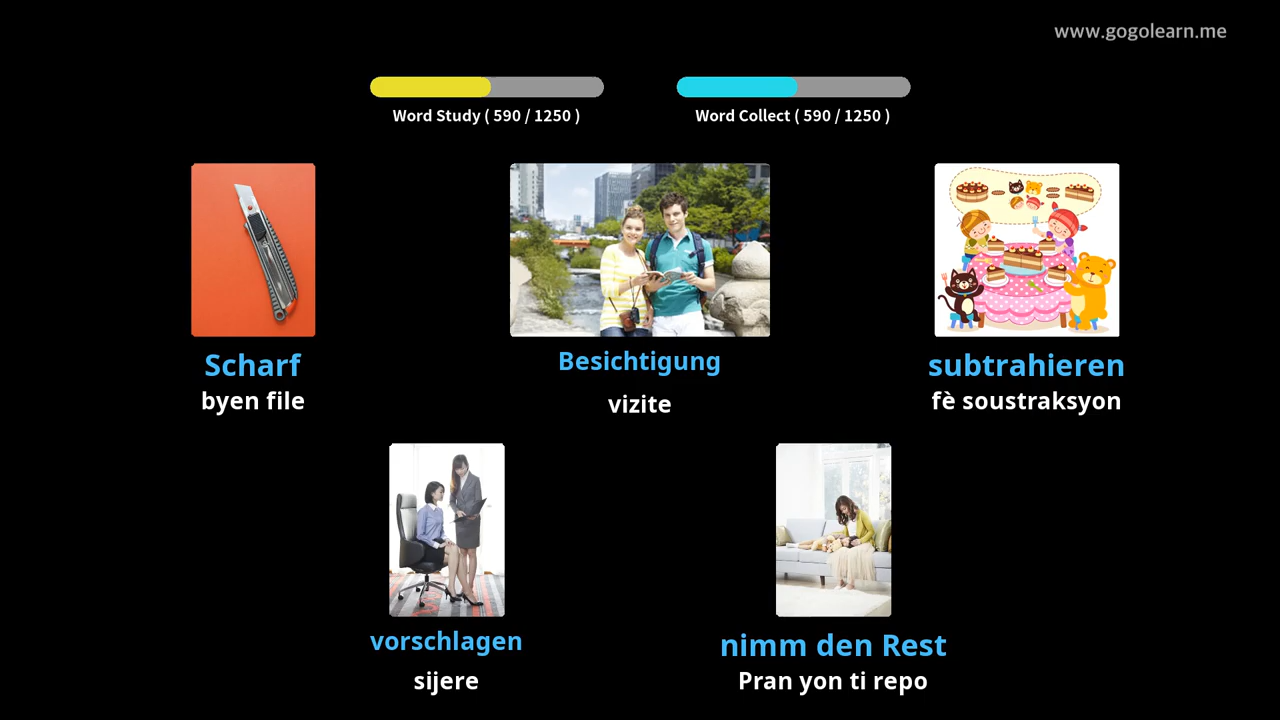 www.gogolearn.me
Word Study ( 590 / 1250 )
Word Collect ( 590 / 1250 )
Scharf
byen file
Besichtigung
vizite
subtrahieren
fè soustraksyon
vorschlagen
sijere
nimm den Rest
Pran yon ti repo